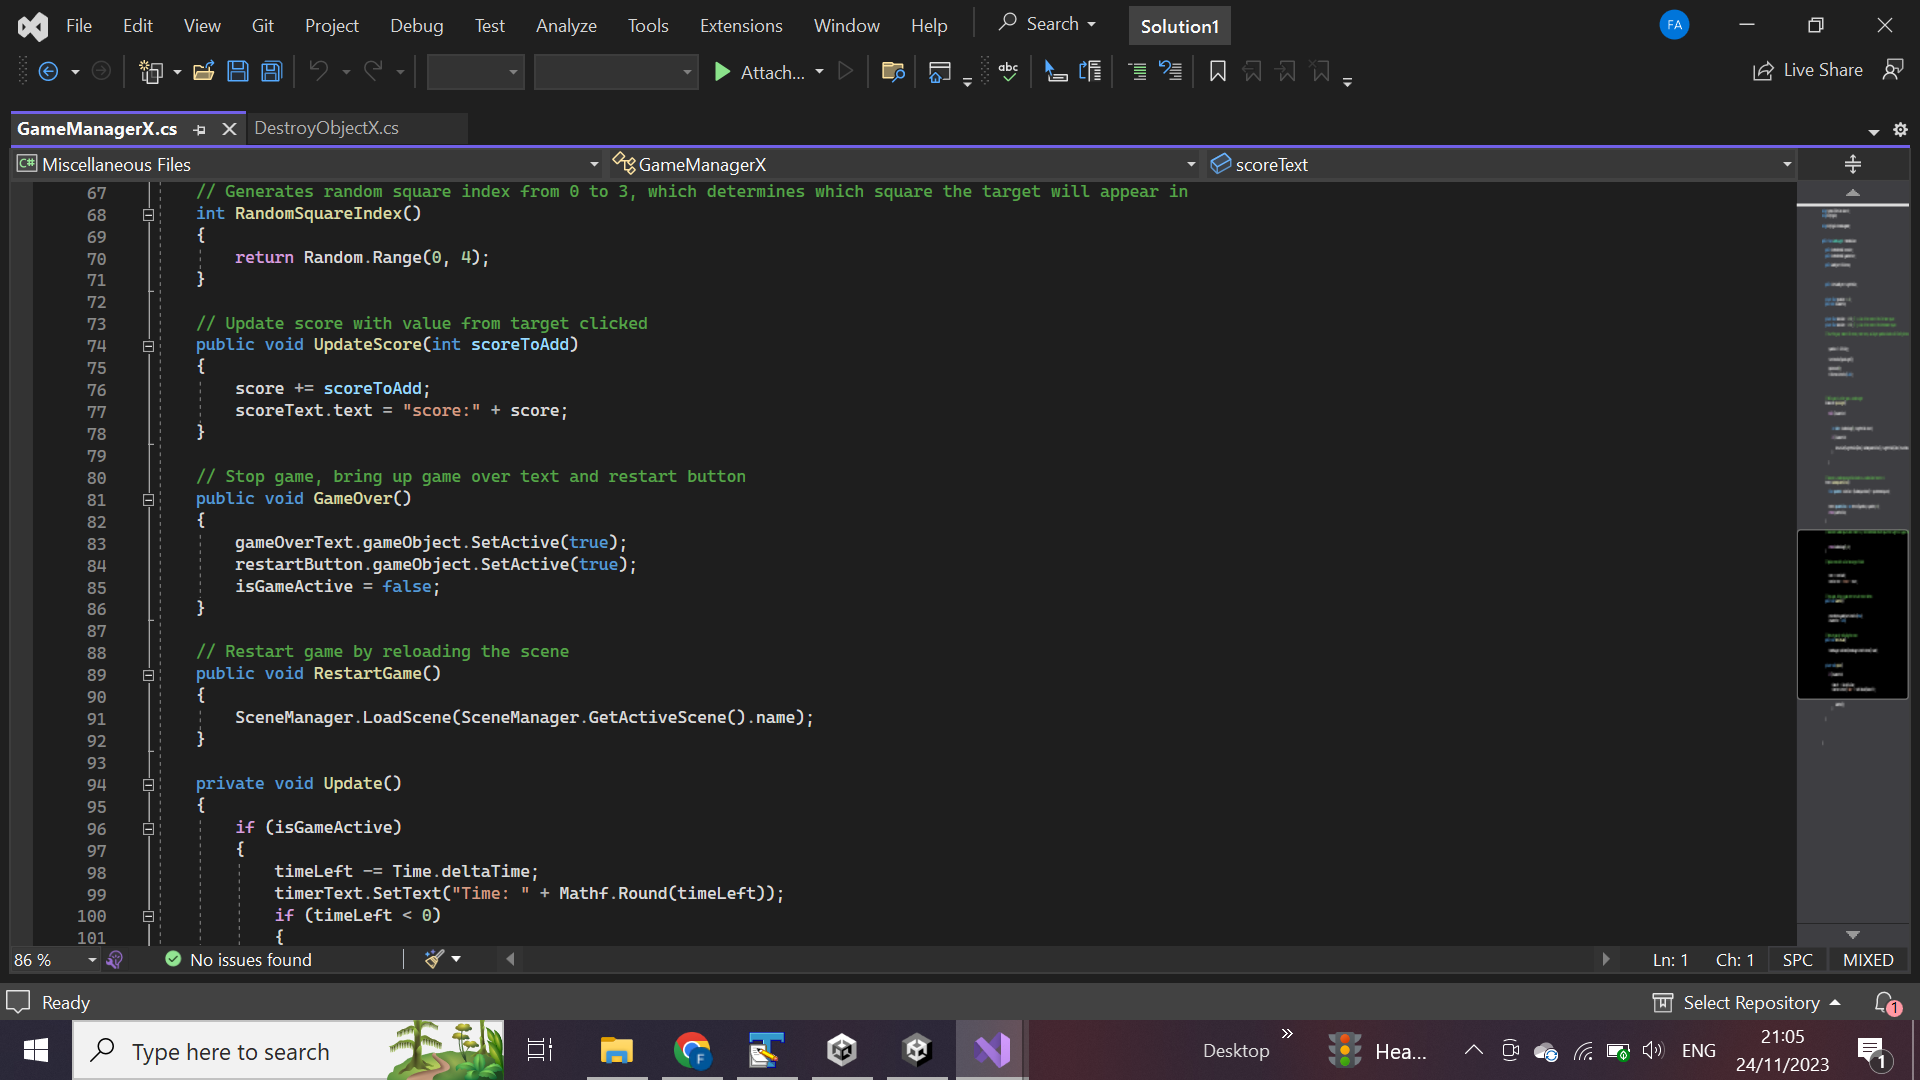 File Edit View Git Project Debug Test Analyze Tools Extensions Window Help Search Solution1 FA
Attach... abc Live Share
GameManagerX.cs DestroyObjectX.cs
C# Miscellaneous Files GameManagerX scoreText
67 // Generates random square index from 0 to 3, which determines which square the target will appear in
68 int RandomSquareIndex()
69 {
70 return Random.Range(0, 4);
71 }
72
73 // Update score with value from target clicked
74 public void UpdateScore(int scoreToAdd)
75 {
76 score += scoreToAdd;
77 scoreText.text = "score:" + score;
78 }
79
80 // Stop game, bring up game over text and restart button
81 public void GameOver()
82 {
83 gameOverText.gameObject.SetActive(true);
84 restartButton.gameObject.SetActive(true);
85 isGameActive = false;
86 }
87
88 // Restart game by reloading the scene
89 public void RestartGame()
90 {
91 SceneManager.LoadScene(SceneManager.GetActiveScene().name);
92 }
93
94 private void Update()
95 {
96 if (isGameActive)
97 {
98 timeLeft -= Time.deltaTime;
99 timerText.SetText("Time: " + Mathf.Round(timeLeft));
100 if (timeLeft < 0)
101 {
86 % No issues found Ln: 1 Ch: 1 SPC MIXED
Ready Select Repository 1
Type here to search F Desktop Hea... ENG 21:05
24/11/2023 1